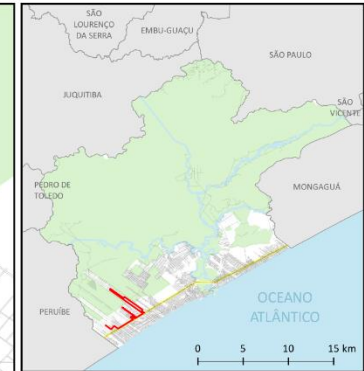 SÃO
LOURENÇO
DA SERRA
EMBU-GUAÇU
SÃO PAULO
JUQUITIBA
SÃO
VICENTE
PEDRO DE
TOLEDO
MONGAGUÁ
PERUÍBE
OCEANO
ATLÂNTICO
0 5 10 15 km